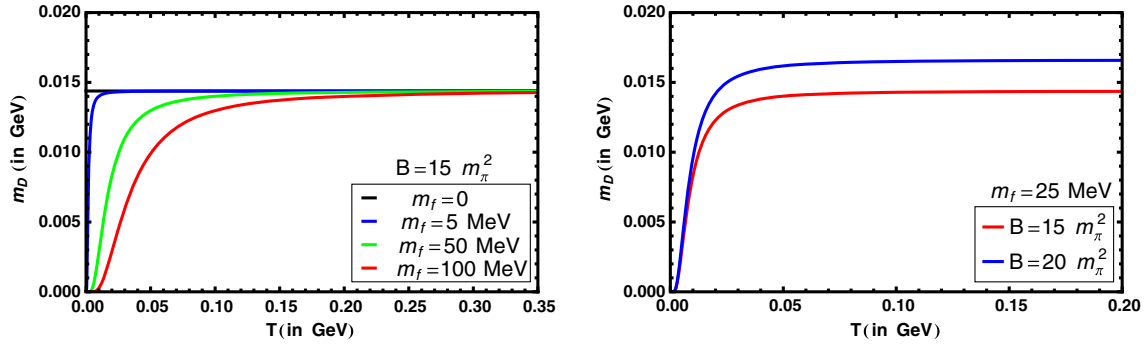 0.020
0.015
0.010
0.005
0.000
m_D (in GeV)
B=15 m_π^2
m_f=0
m_f=5 MeV
m_f=50 MeV
m_f=100 MeV
0.00 0.05 0.10 0.15 0.20 0.25 0.30 0.35
T(in GeV)
0.020
0.015
0.010
0.005
0.000
m_D (in GeV)
m_f=25 MeV
B=15 m_π^2
B=20 m_π^2
0.00 0.05 0.10 0.15 0.20
T(in GeV)